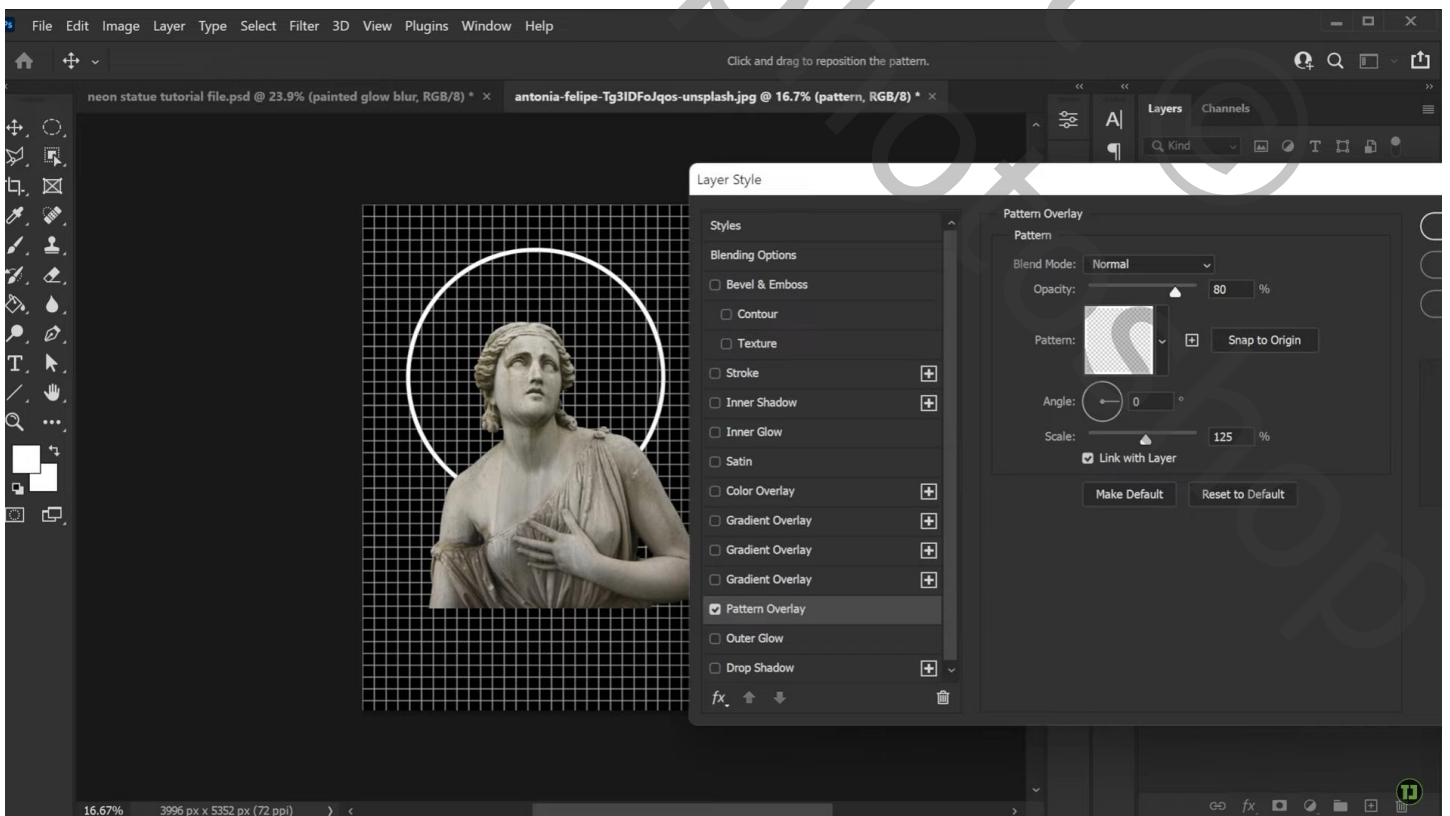 Ps File Edit Image Layer Type Select Filter 3D View Plugins Window Help
Click and drag to reposition the pattern.
neon statue tutorial file.psd @ 23.9% (painted glow blur, RGB/8) * × antonia-felipe-Tg3IDFoJqos-unsplash.jpg @ 16.7% (pattern, RGB/8) * ×
Layers Channels
Kind
Layer Style
Styles
Blending Options
Bevel & Emboss
Contour
Texture
Stroke
Inner Shadow
Inner Glow
Satin
Color Overlay
Gradient Overlay
Gradient Overlay
Gradient Overlay
Pattern Overlay
Outer Glow
Drop Shadow
fx
Pattern Overlay
Pattern
Blend Mode: Normal
Opacity: 80 %
Pattern: Snap to Origin
Angle: 0 °
Scale: 125 %
Link with Layer
Make Default Reset to Default
16.67% 3996 px x 5352 px (72 ppi)
fx
TJ